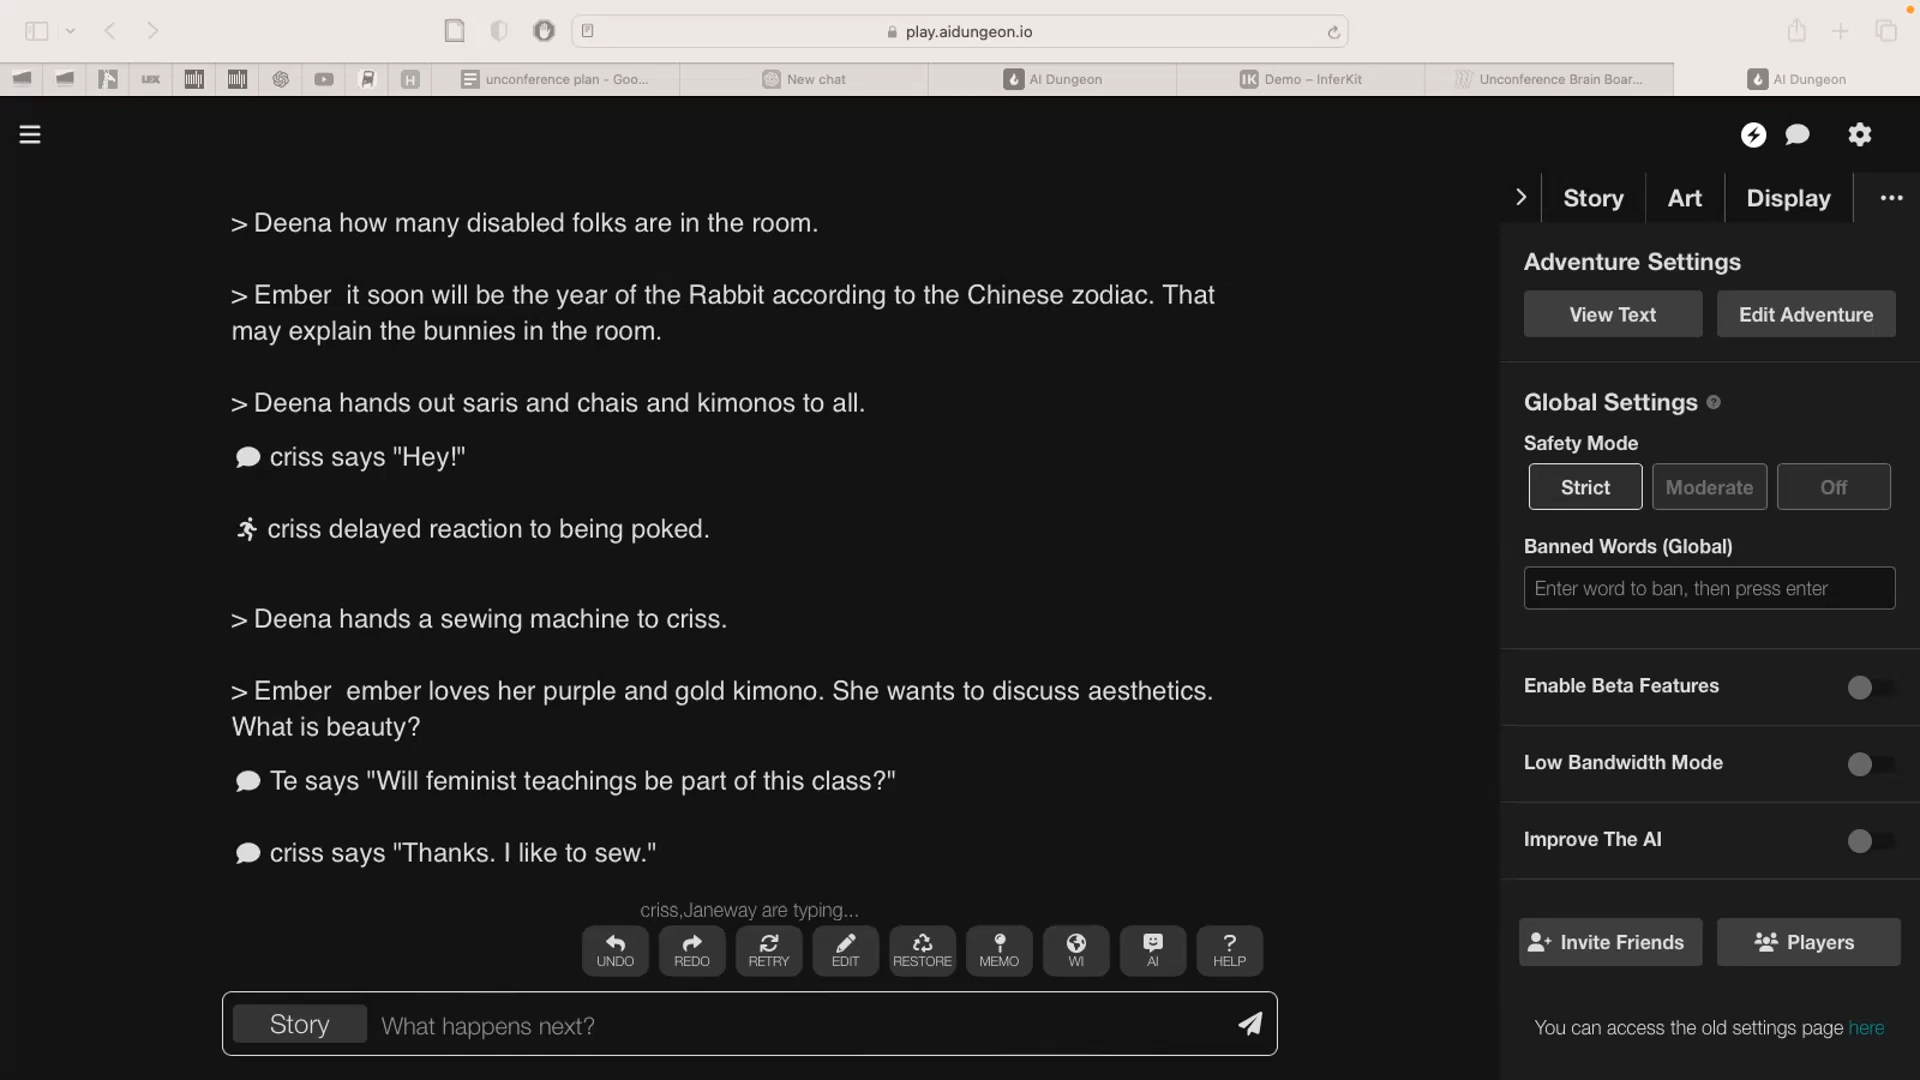 play.aidungeon.io
LEX
H
unconference plan - Goo...
New chat
AI Dungeon
IK Demo – InferKit
Unconference Brain Boar...
AI Dungeon
> Deena how many disabled folks are in the room.
> Ember  it soon will be the year of the Rabbit according to the Chinese zodiac. That
may explain the bunnies in the room.
> Deena hands out saris and chais and kimonos to all.
criss says "Hey!"
criss delayed reaction to being poked.
> Deena hands a sewing machine to criss.
> Ember  ember loves her purple and gold kimono. She wants to discuss aesthetics.
What is beauty?
Te says "Will feminist teachings be part of this class?"
criss says "Thanks. I like to sew."
criss,Janeway are typing...
UNDO
REDO
RETRY
EDIT
RESTORE
MEMO
WI
AI
? HELP
Story
What happens next?
Story
Art
Display
...
Adventure Settings
View Text
Edit Adventure
Global Settings ?
Safety Mode
Strict
Moderate
Off
Banned Words (Global)
Enter word to ban, then press enter
Enable Beta Features
Low Bandwidth Mode
Improve The AI
Invite Friends
Players
You can access the old settings page here